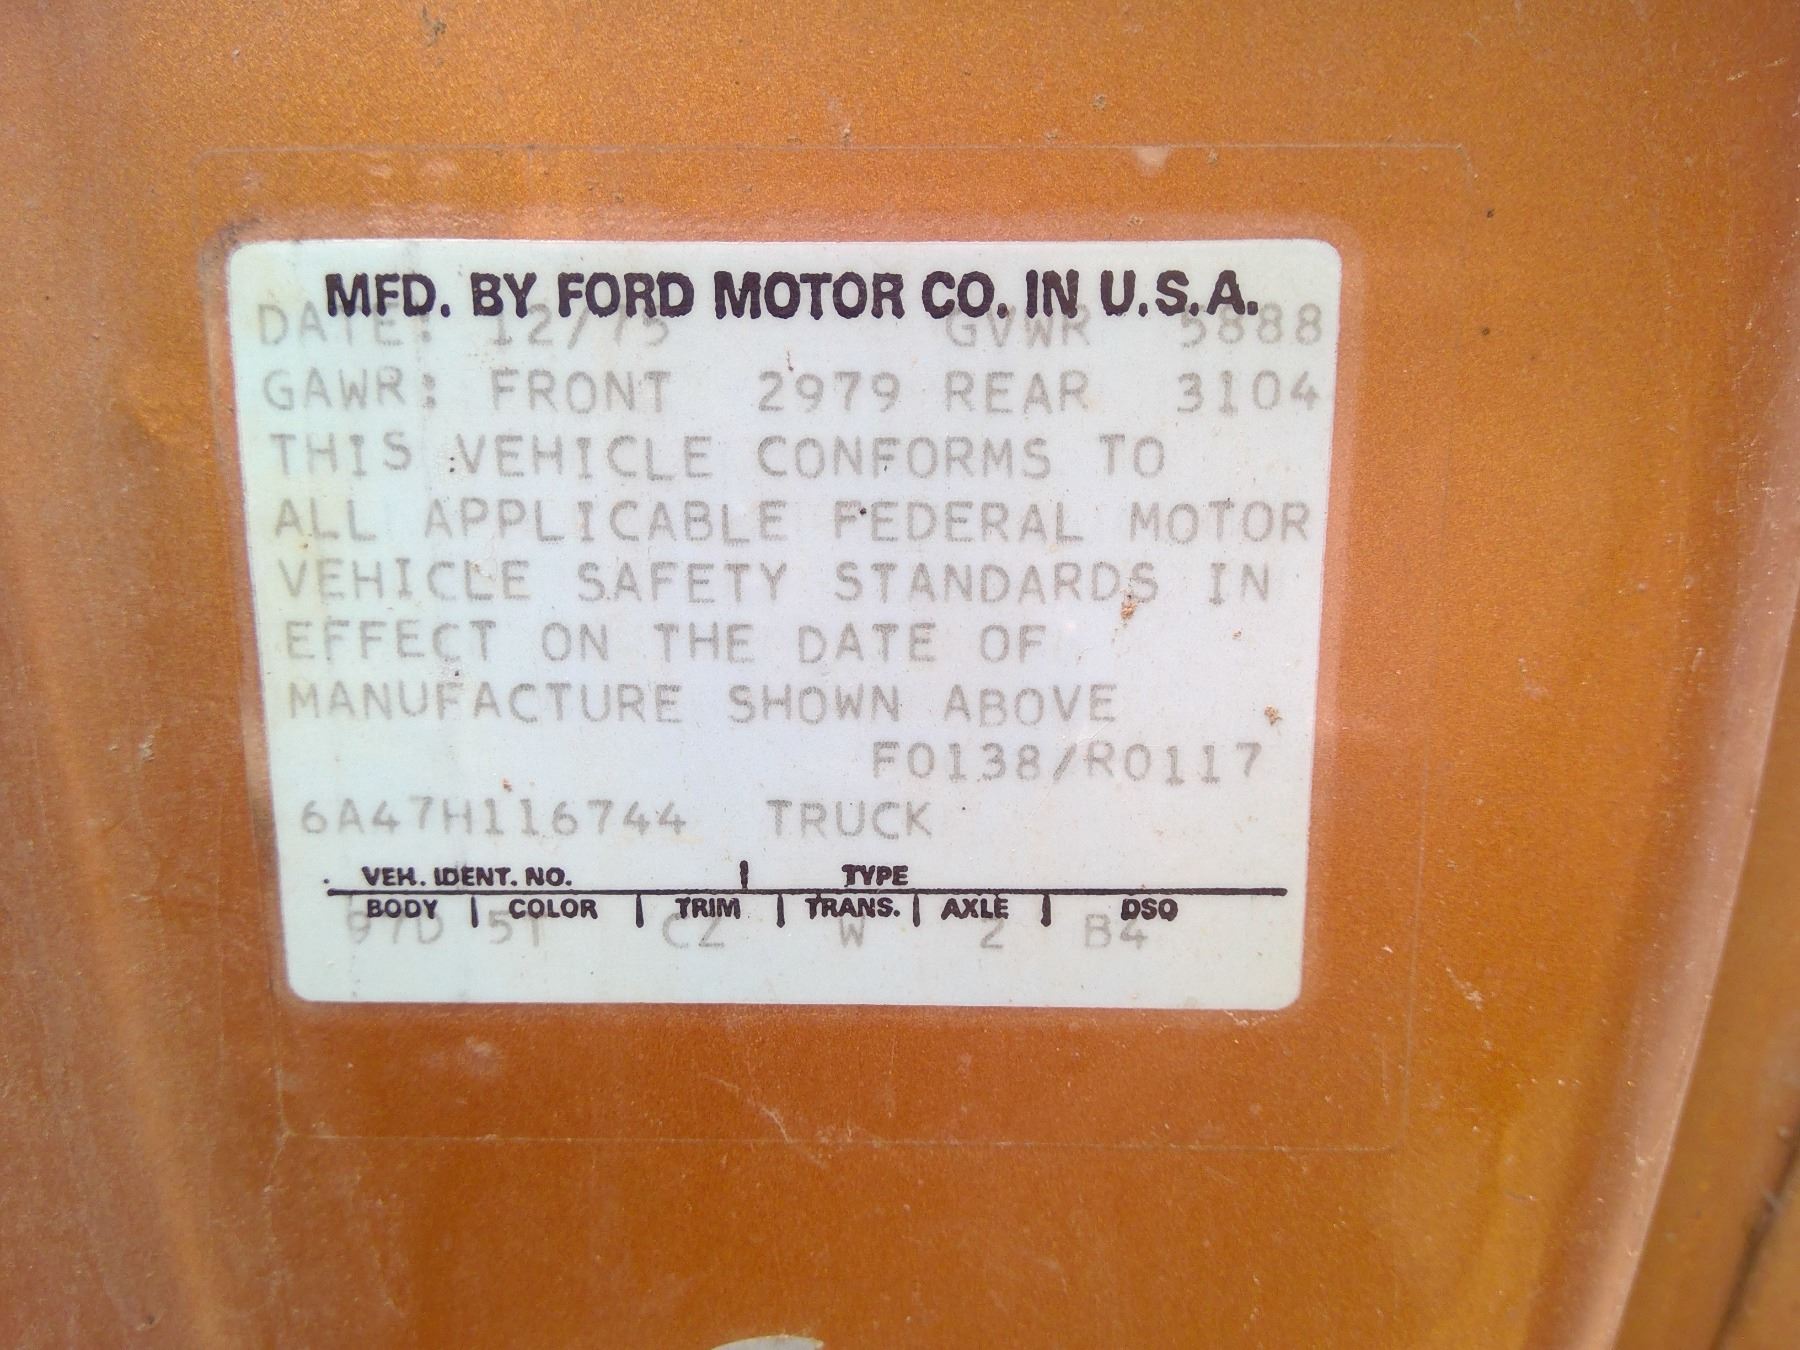 MFD. BY FORD MOTOR CO. IN U.S.A.
DATE: 12/75 GVWR 5888
GAWR: FRONT 2979 REAR 3104
THIS VEHICLE CONFORMS TO
ALL APPLICABLE FEDERAL MOTOR
VEHICLE SAFETY STANDARDS IN
EFFECT ON THE DATE OF
MANUFACTURE SHOWN ABOVE
F0138/R0117
6A47H116744 TRUCK
VEH. IDENT. NO. TYPE
BODY COLOR TRIM TRANS. AXLE DSO
97D 5T CZ W 2 B4